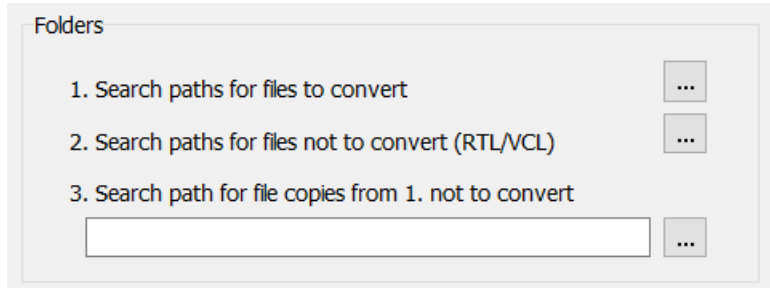 Folders
1. Search paths for files to convert
...
2. Search paths for files not to convert (RTL/VCL)
...
3. Search path for file copies from 1. not to convert
...